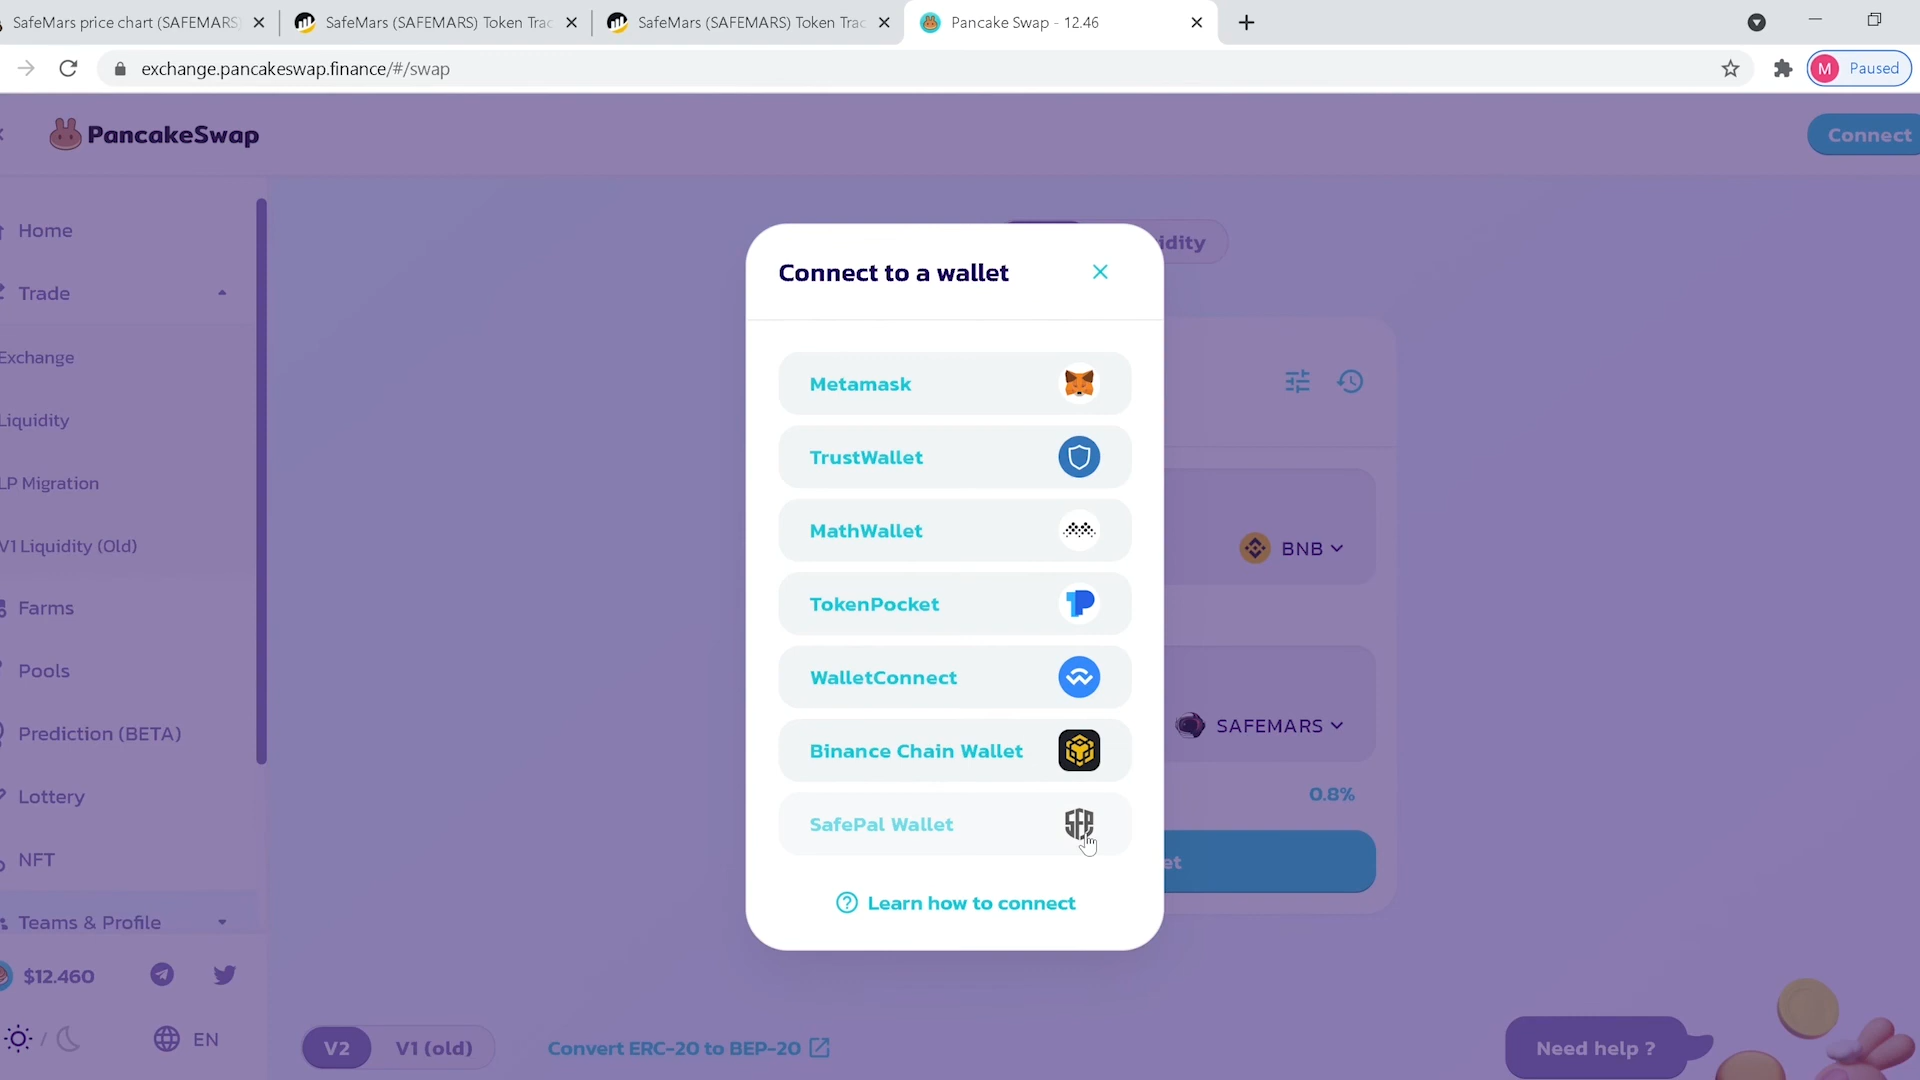 SafeMars price chart (SAFEMARS)
SafeMars (SAFEMARS) Token Trac
SafeMars (SAFEMARS) Token Trac
Pancake Swap - 12.46
exchange.pancakeswap.finance/#/swap
M Paused
PancakeSwap
Connect
Home
Trade
Exchange
Liquidity
LP Migration
V1 Liquidity (Old)
Farms
Pools
Prediction (BETA)
Lottery
NFT
Teams & Profile
$12.460
EN
idity
Connect to a wallet
Metamask
TrustWallet
MathWallet
TokenPocket
WalletConnect
Binance Chain Wallet
SafePal Wallet
Learn how to connect
BNB
SAFEMARS
0.8%
et
V2 V1 (old)
Convert ERC-20 to BEP-20
Need help ?